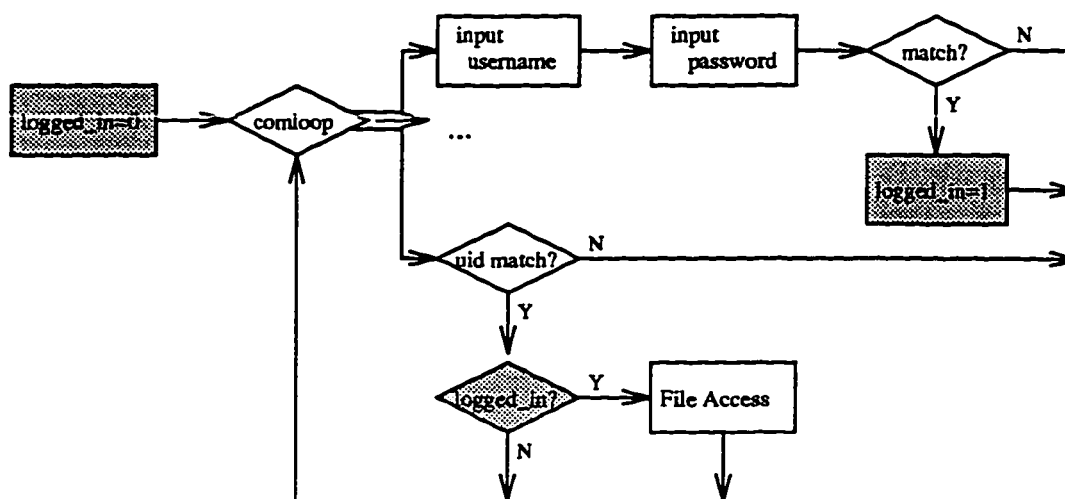 input
username
input
password
match?
N
logged_in=0
comloop
...
Y
logged_in=1
uid match?
N
Y
logged_in?
Y
File Access
N